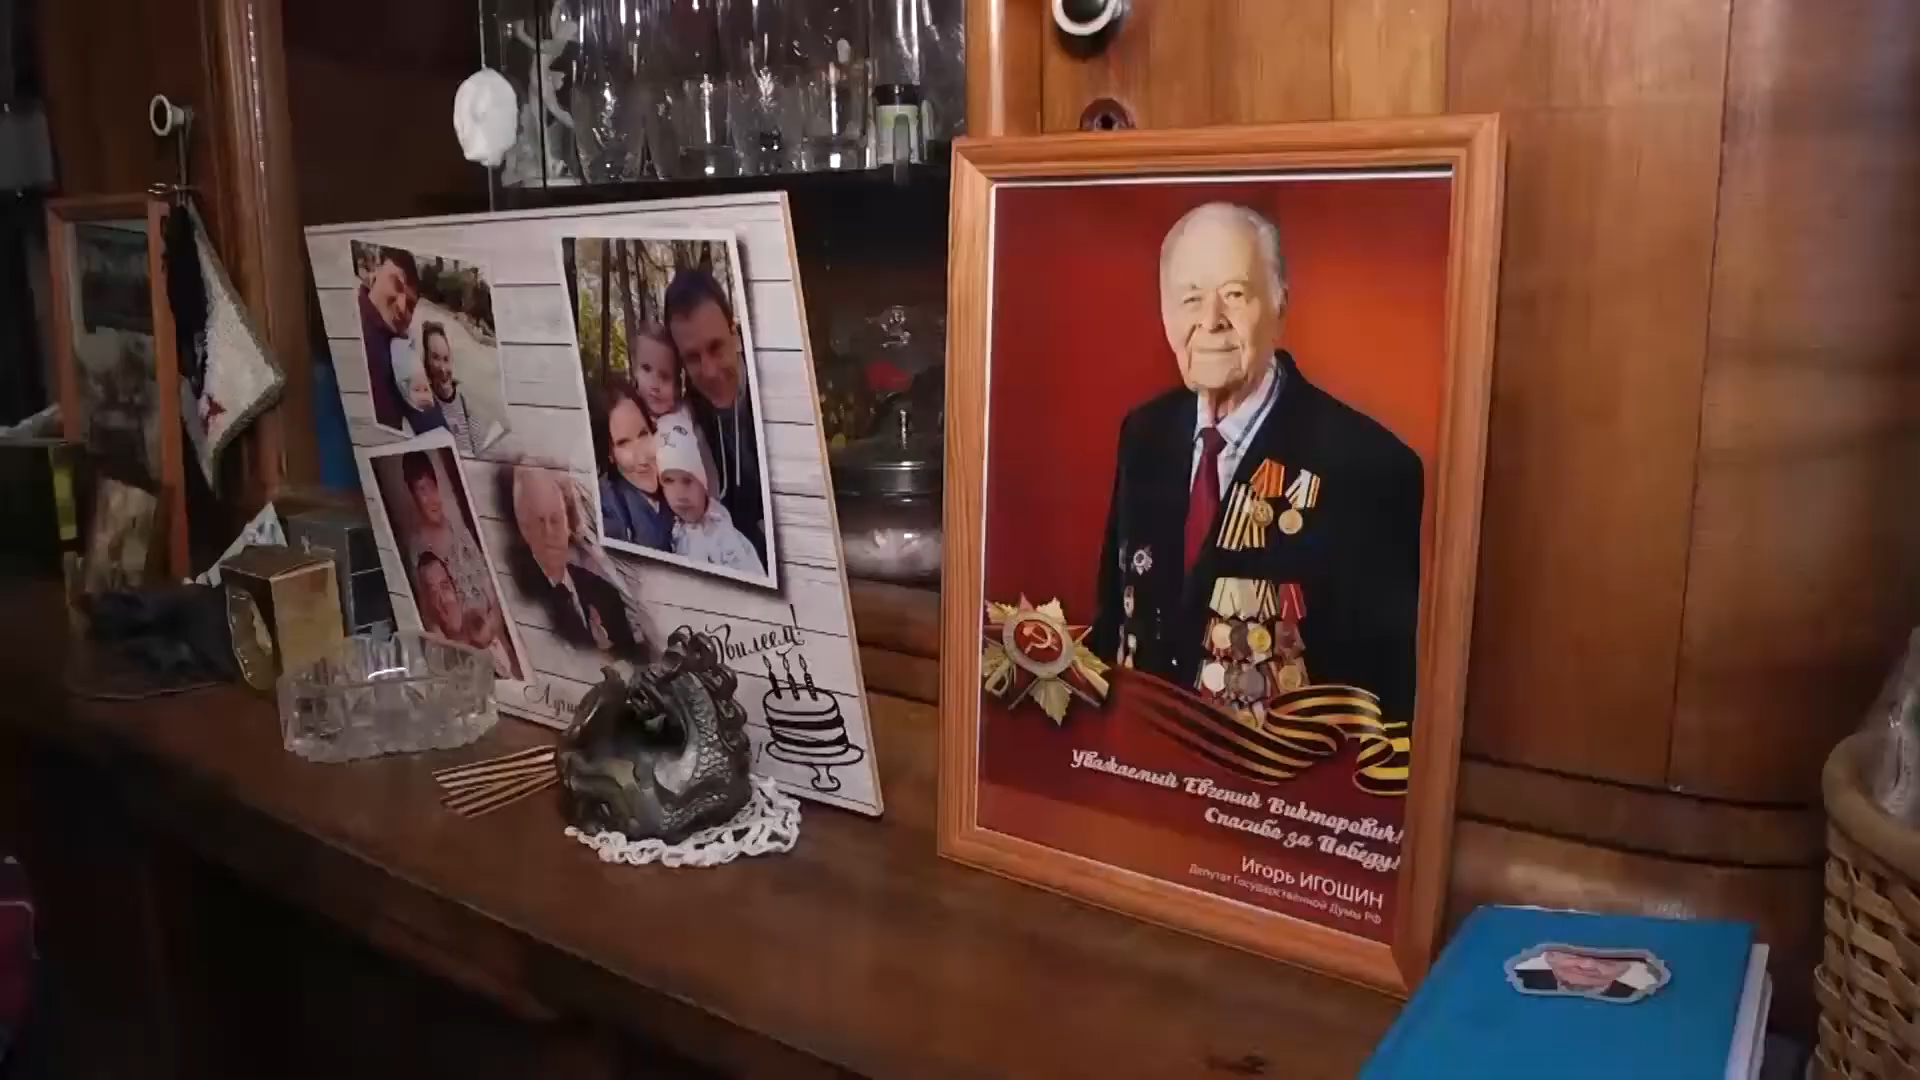 Юбилеем!
Уважаемый Евгений Викторович!
Спасибо за Победу!
Игорь ИГОШИН
Депутат Государственной Думы РФ